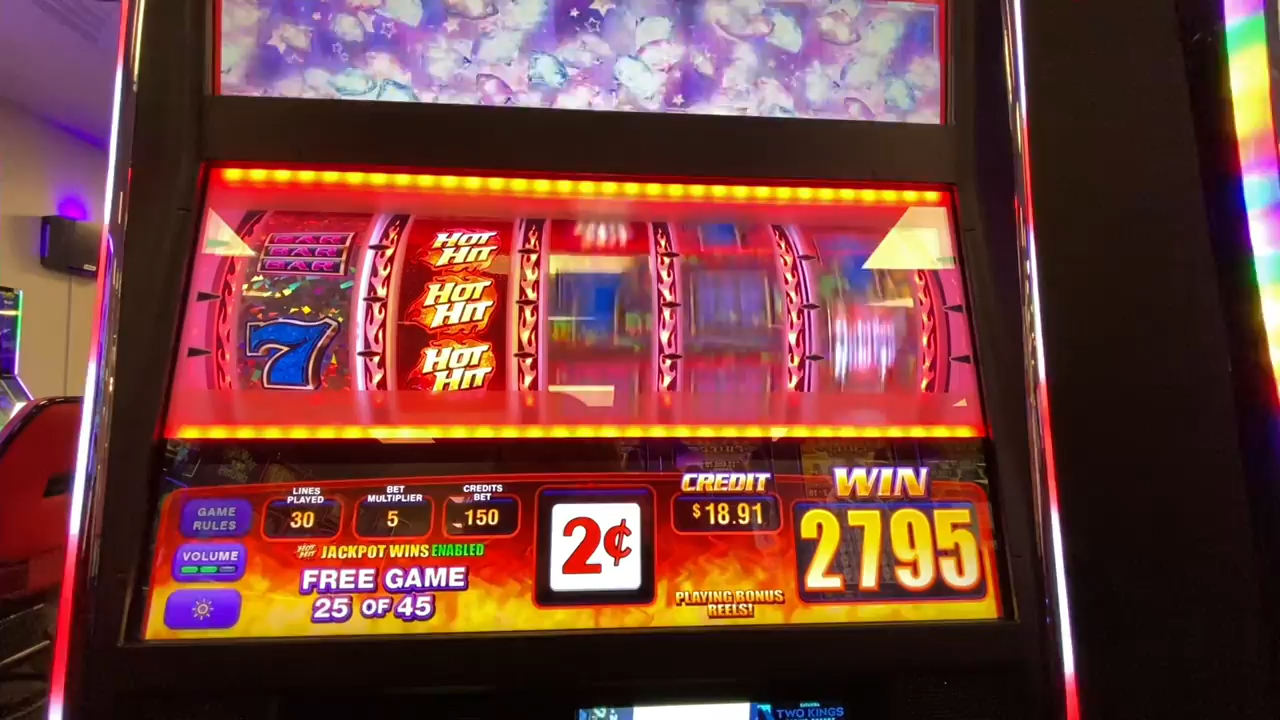 BAR
BAR
BAR
7
HOT
HIT
HOT
HIT
HOT
HIT
GAME
RULES
VOLUME
LINES
PLAYED
30
BET
MULTIPLIER
5
CREDITS
BET
150
HOT HIT JACKPOT WINS ENABLED
FREE GAME
25 OF 45
2¢
CREDIT
$18.91
PLAYING BONUS
REELS!
WIN
2795
TWO KINGS